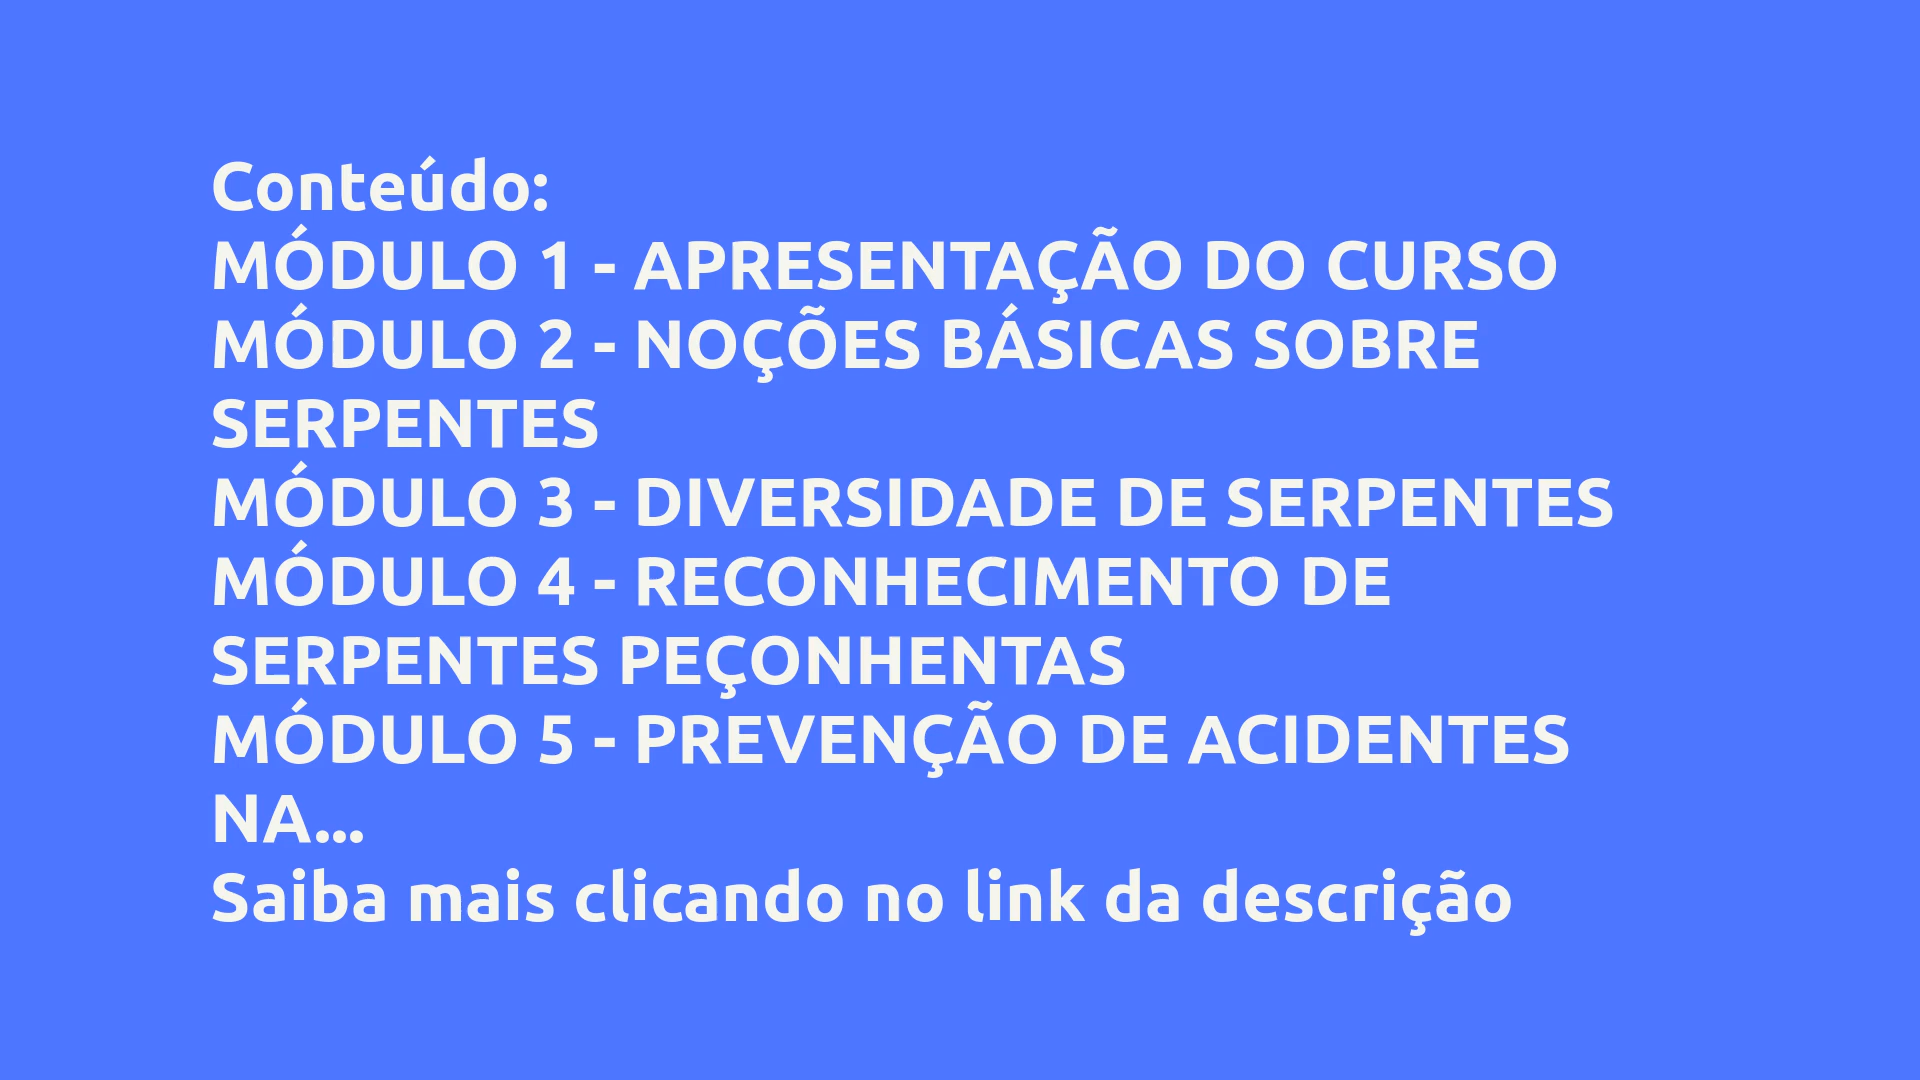 Conteúdo:
MÓDULO 1 - APRESENTAÇÃO DO CURSO
MÓDULO 2 - NOÇÕES BÁSICAS SOBRE
SERPENTES
MÓDULO 3 - DIVERSIDADE DE SERPENTES
MÓDULO 4 - RECONHECIMENTO DE
SERPENTES PEÇONHENTAS
MÓDULO 5 - PREVENÇÃO DE ACIDENTES
NA...
Saiba mais clicando no link da descrição